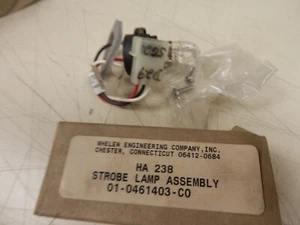 WHELEN ENGINEERING COMPANY, INC.
CHESTER, CONNECTICUT 06412-0684
HA 238
STROBE LAMP ASSEMBLY
01-0461403-C0